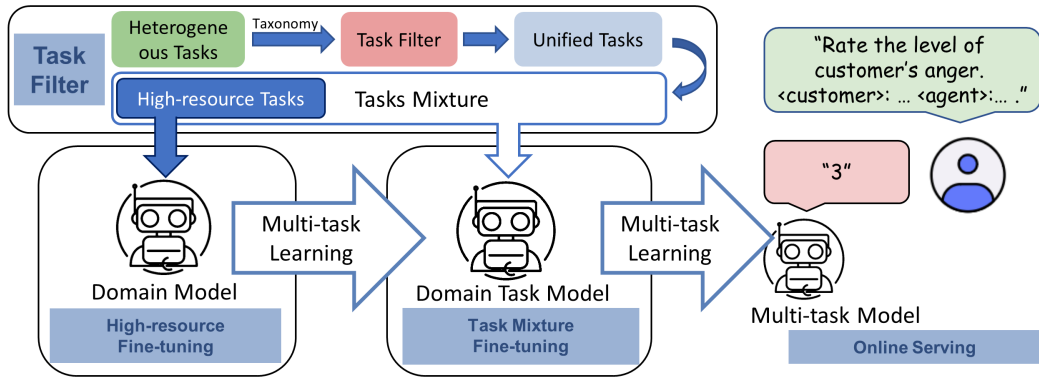 Task
Filter
Heterogene
ous Tasks
Taxonomy
Task Filter
Unified Tasks
High-resource Tasks
Tasks Mixture
“Rate the level of
customer’s anger.
<customer>: … <agent>:… .”
“3”
Multi-task
Learning
Multi-task
Learning
Domain Model
Domain Task Model
Multi-task Model
High-resource
Fine-tuning
Task Mixture
Fine-tuning
Online Serving